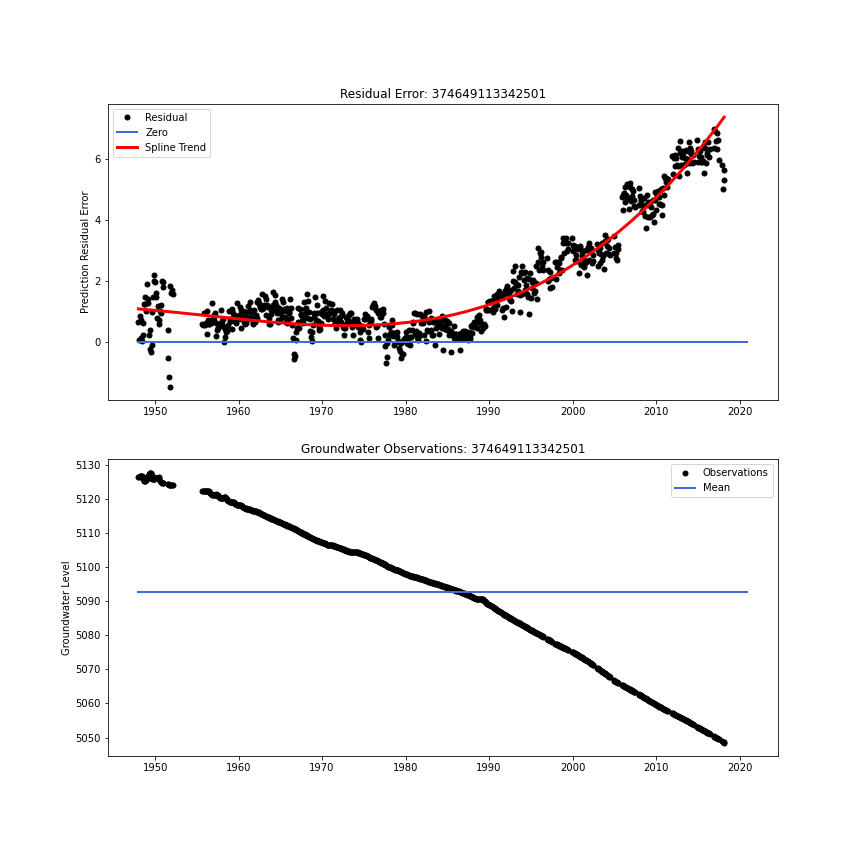 Residual Error: 374649113342501
Residual
Zero
Spline Trend
Prediction Residual Error
6
4
2
0
1950 1960 1970 1980 1990 2000 2010 2020
Groundwater Observations: 374649113342501
Observations
Mean
Groundwater Level
5130
5120
5110
5100
5090
5080
5070
5060
5050
1950 1960 1970 1980 1990 2000 2010 2020